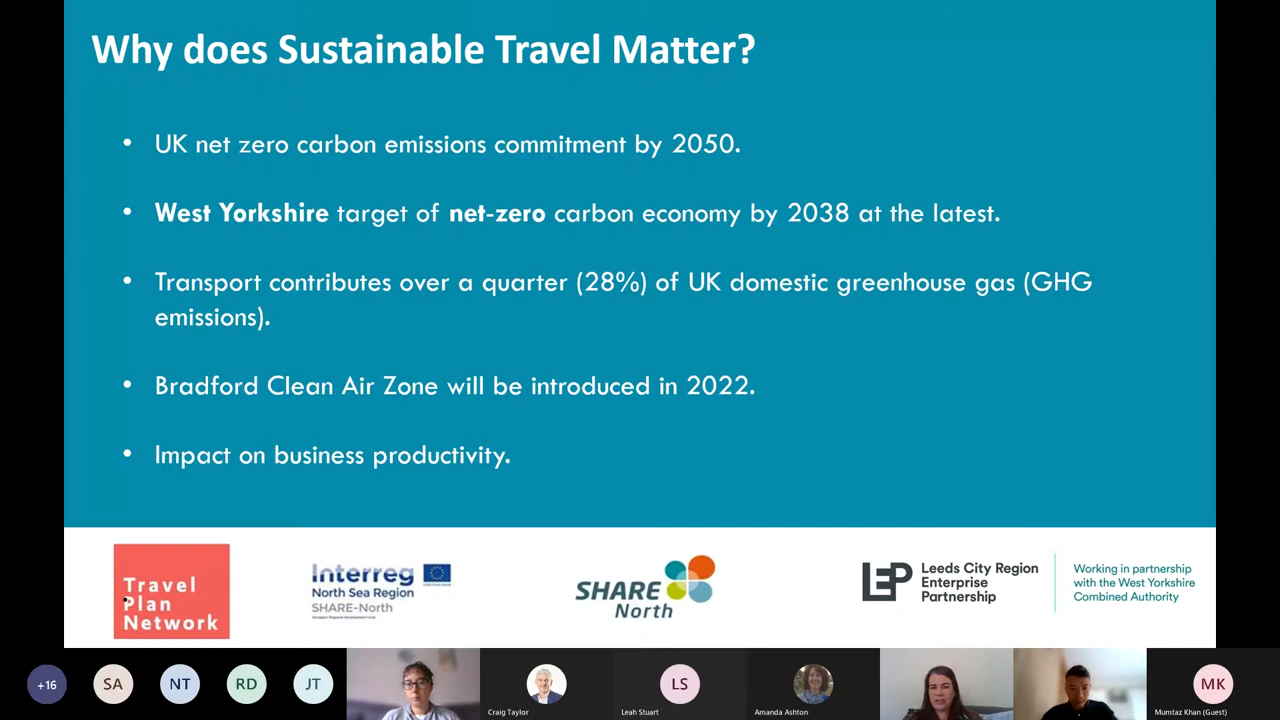 Why does Sustainable Travel Matter?
• UK net zero carbon emissions commitment by 2050.
• West Yorkshire target of net-zero carbon economy by 2038 at the latest.
• Transport contributes over a quarter (28%) of UK domestic greenhouse gas (GHG
emissions).
• Bradford Clean Air Zone will be introduced in 2022.
• Impact on business productivity.
Travel
Plan
Network
Interreg
North Sea Region
SHARE-North
European Regional Development Fund
SHARE
North
LEP
Leeds City Region
Enterprise
Partnership
Working in partnership
with the West Yorkshire
Combined Authority
+16
SA
NT
RD
JT
Craig Taylor
LS
Leah Stuart
Amanda Ashton
MK
Mumtaz Khan (Guest)